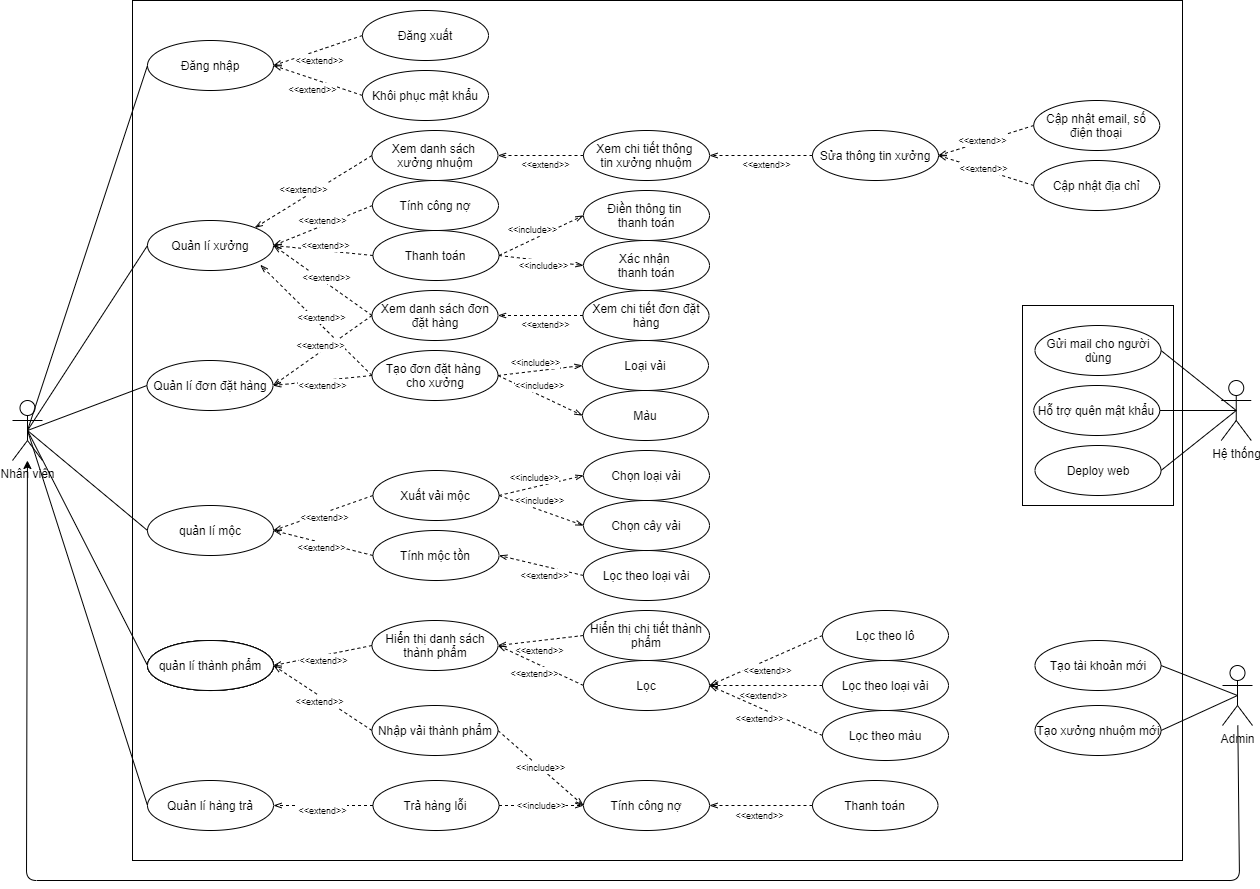 Đăng xuất
Đăng nhập
<<extend>>
<<extend>>
Khôi phục mật khẩu
Cập nhật email, số
điện thoại
<<extend>>
Xem danh sách
xưởng nhuộm
<<extend>>
Xem chi tiết thông
tin xưởng nhuộm
<<extend>>
Sửa thông tin xưởng
<<extend>>
Cập nhật địa chỉ
<<extend>>
Tính công nợ
<<extend>>
Điền thông tin
thanh toán
<<include>>
Quản lí xưởng
<<extend>>
Thanh toán
<<include>>
Xác nhận
thanh toán
<<extend>>
Xem danh sách đơn
đặt hàng
<<extend>>
Xem chi tiết đơn đặt
hàng
<<extend>>
<<extend>>
Gửi mail cho người
dùng
Quản lí đơn đặt hàng
<<extend>>
Tạo đơn đặt hàng
cho xưởng
<<include>>
Loại vải
<<include>>
Màu
Hỗ trợ quên mật khẩu
Hệ thống
Deploy web
Nhân viên
Chọn loại vải
<<include>>
Xuất vải mộc
<<include>>
<<extend>>
Chọn cây vải
quản lí mộc
<<extend>>
Tính mộc tồn
<<extend>>
Lọc theo loại vải
Hiển thị danh sách
thành phẩm
Hiển thị chi tiết thành
phẩm
<<extend>>
Lọc theo lô
quản lí thành phẩm
<<extend>>
<<extend>>
Lọc
<<extend>>
<<extend>>
Lọc theo loại vải
Tạo tài khoản mới
<<extend>>
<<extend>>
Lọc theo màu
Nhập vải thành phẩm
Tạo xưởng nhuộm mới
Admin
<<include>>
Quản lí hàng trả
<<extend>>
Trả hàng lỗi
<<include>>
Tính công nợ
<<extend>>
Thanh toán